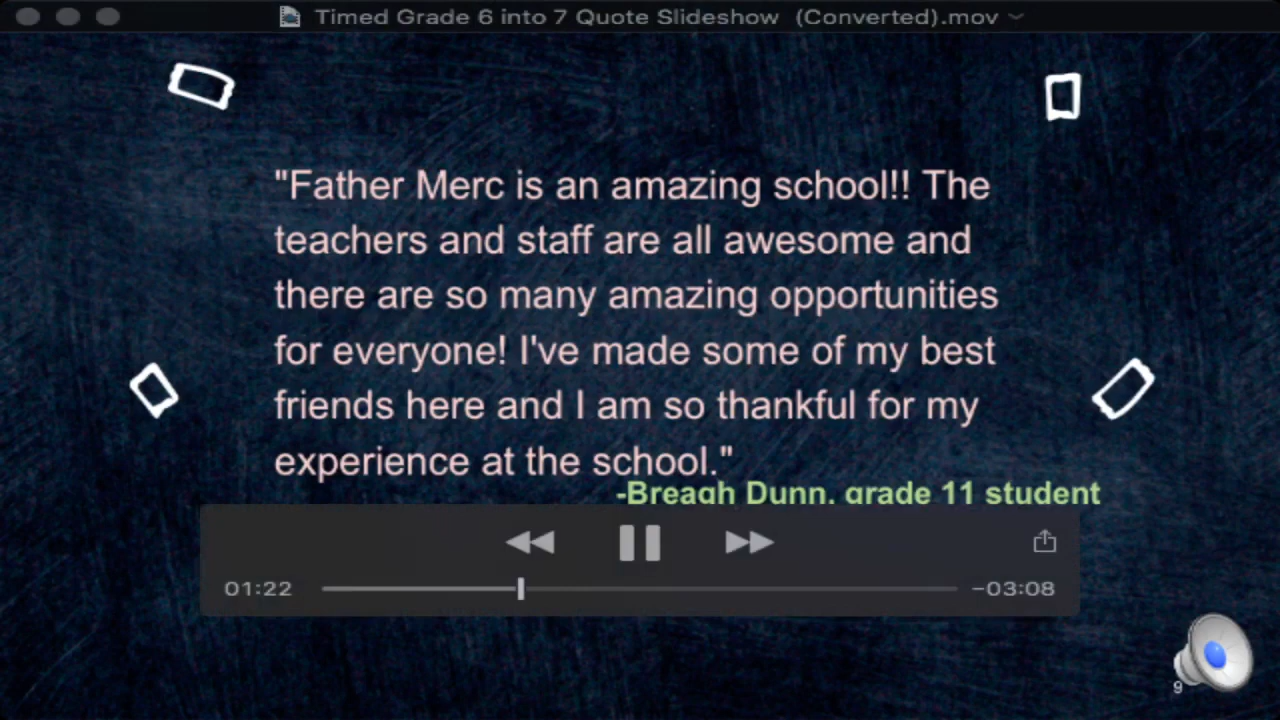 Timed Grade 6 into 7 Quote Slideshow (Converted).mov
"Father Merc is an amazing school!! The
teachers and staff are all awesome and
there are so many amazing opportunities
for everyone! I've made some of my best
friends here and I am so thankful for my
experience at the school."
-Breagh Dunn, grade 11 student
01:22
-03:08
9